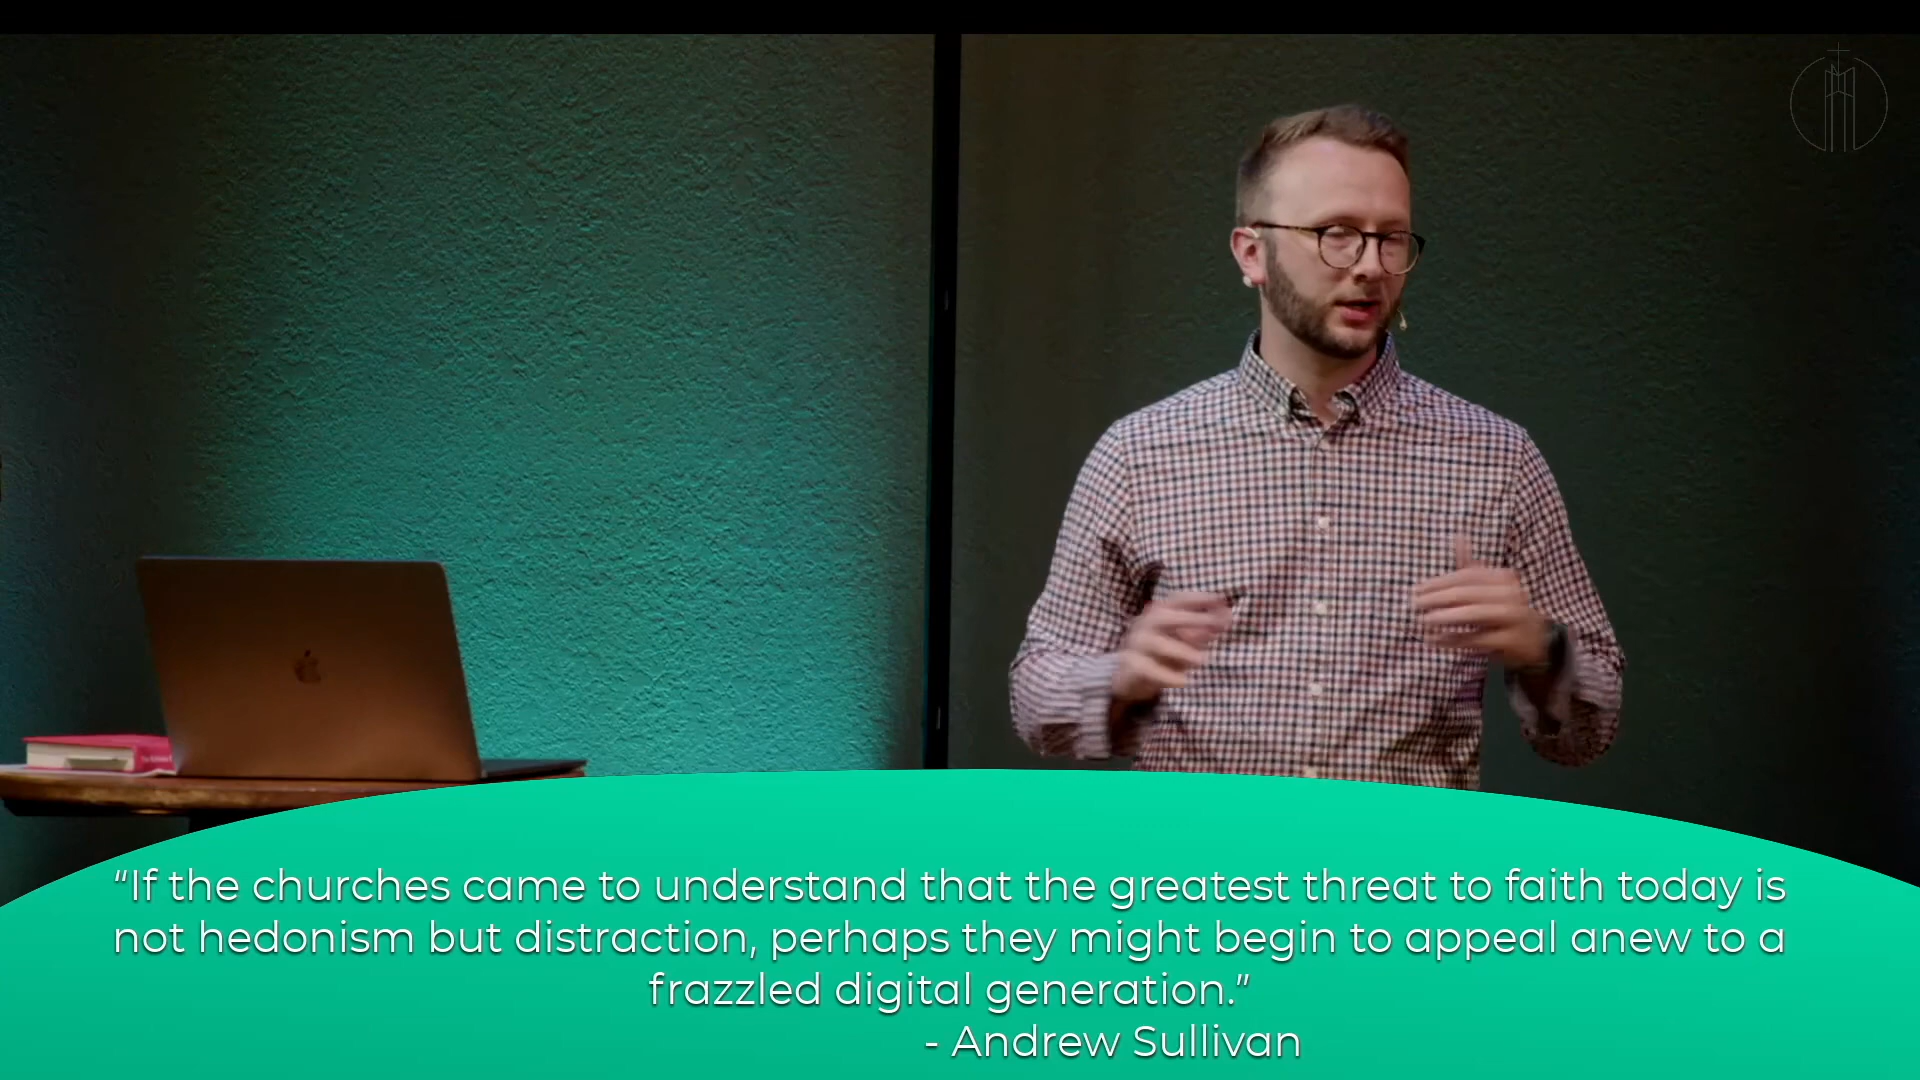 “If the churches came to understand that the greatest threat to faith today is
not hedonism but distraction, perhaps they might begin to appeal anew to a
frazzled digital generation.”
- Andrew Sullivan